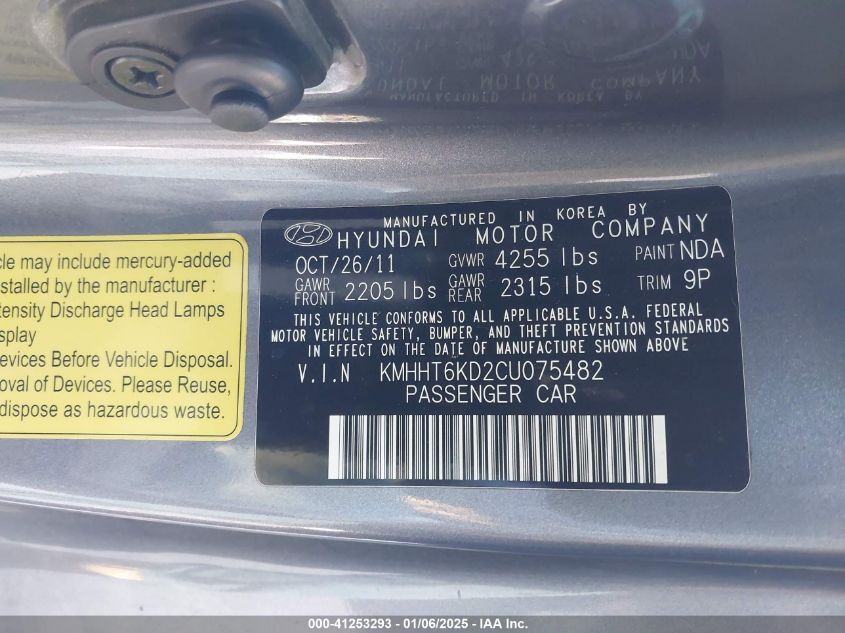 MANUFACTURED IN KOREA BY
HYUNDAI MOTOR COMPANY
OCT/26/11 GVWR 4255 lbs PAINT NDA
GAWR FRONT 2205 lbs GAWR REAR 2315 lbs TRIM 9P
THIS VEHICLE CONFORMS TO ALL APPLICABLE U.S.A. FEDERAL
MOTOR VEHICLE SAFETY, BUMPER, AND THEFT PREVENTION STANDARDS
IN EFFECT ON THE DATE OF MANUFACTURE SHOWN ABOVE
V.I.N KMHHT6KD2CU075482
PASSENGER CAR
cle may include mercury-added
stalled by the manufacturer :
tensity Discharge Head Lamps
splay
Devices Before Vehicle Disposal.
oval of Devices. Please Reuse,
dispose as hazardous waste.
000-41253293 - 01/06/2025 - IAA Inc.